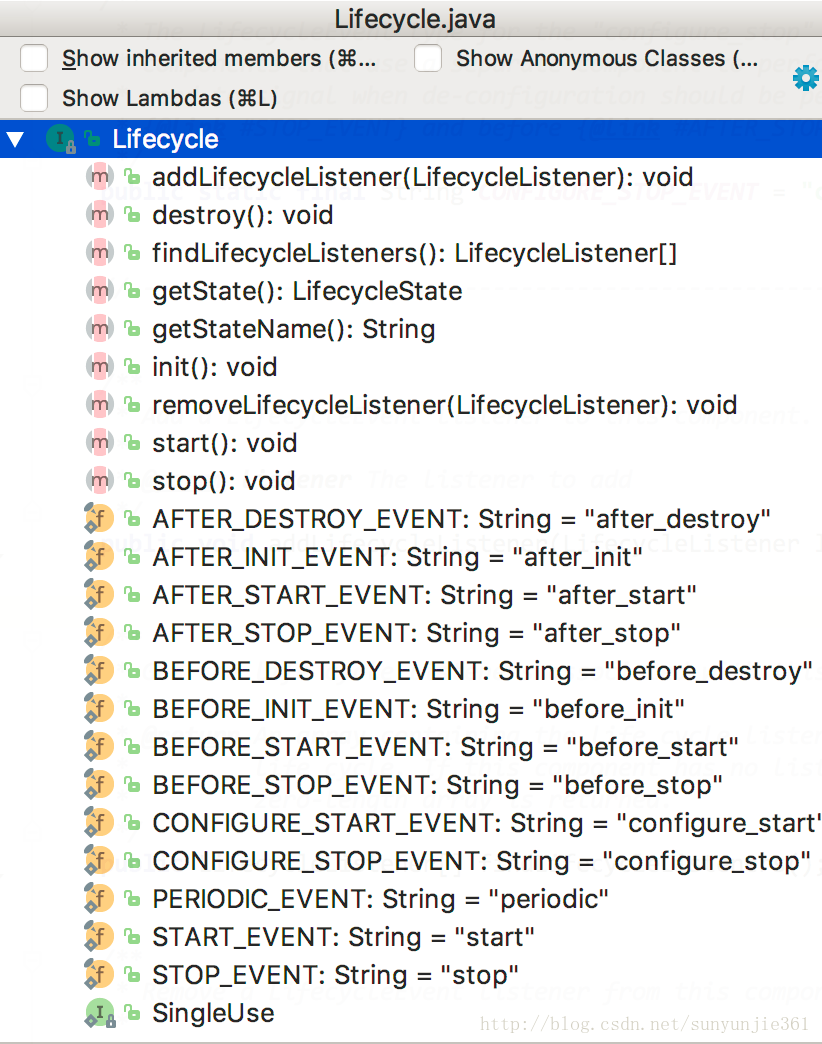 Lifecycle.java
Show inherited members (⌘...
Show Anonymous Classes (...
Show Lambdas (⌘L)
Lifecycle
addLifecycleListener(LifecycleListener): void
destroy(): void
findLifecycleListeners(): LifecycleListener[]
getState(): LifecycleState
getStateName(): String
init(): void
removeLifecycleListener(LifecycleListener): void
start(): void
stop(): void
AFTER_DESTROY_EVENT: String = "after_destroy"
AFTER_INIT_EVENT: String = "after_init"
AFTER_START_EVENT: String = "after_start"
AFTER_STOP_EVENT: String = "after_stop"
BEFORE_DESTROY_EVENT: String = "before_destroy"
BEFORE_INIT_EVENT: String = "before_init"
BEFORE_START_EVENT: String = "before_start"
BEFORE_STOP_EVENT: String = "before_stop"
CONFIGURE_START_EVENT: String = "configure_start"
CONFIGURE_STOP_EVENT: String = "configure_stop"
PERIODIC_EVENT: String = "periodic"
START_EVENT: String = "start"
STOP_EVENT: String = "stop"
SingleUse
http://blog.csdn.net/sunyunjie361